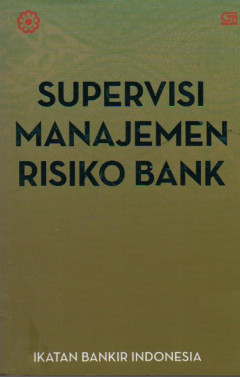 SUPERVISI
MANAJEMEN
RISIKO BANK
IKATAN BANKIR INDONESIA